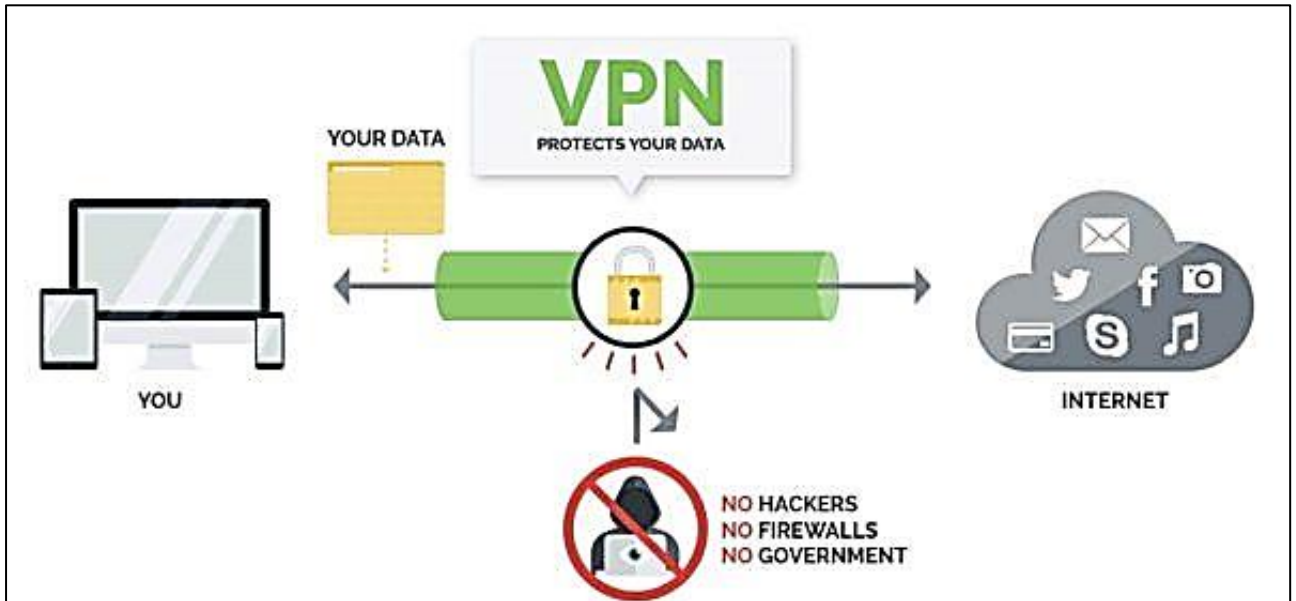 VPN
PROTECTS YOUR DATA
YOUR DATA
YOU
INTERNET
NO HACKERS
NO FIREWALLS
NO GOVERNMENT